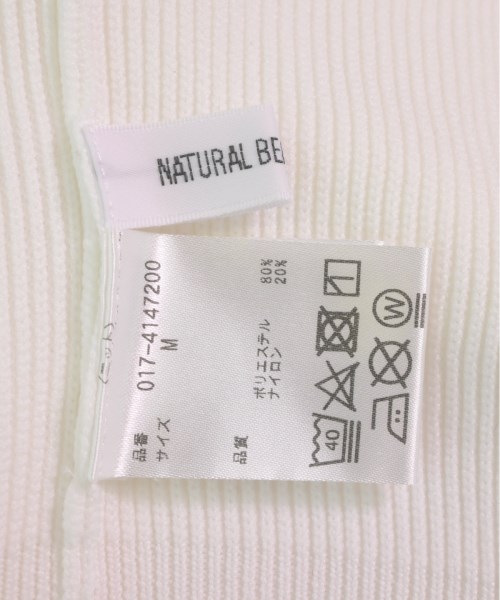 NATURAL BE
品番 017-4147200
サイズ M
品質 ポリエステル 80%
ナイロン 20%
40
W